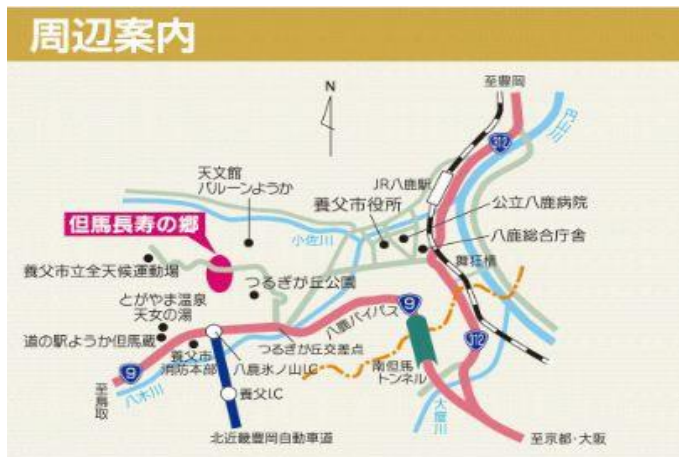 周辺案内
N
至豊岡
円山川
312
天文館
バルーンようか
JR八鹿駅
養父市役所
公立八鹿病院
但馬長寿の郷
小佐川
八鹿総合庁舎
舞狂橋
養父市立全天候運動場
つるぎが丘公園
とがやま温泉
天女の湯
9
八鹿バイパス
道の駅ようか但馬蔵
つるぎが丘交差点
312
養父市
消防本部
八鹿氷ノ山I.C
南但馬
トンネル
9
八木川
養父I.C
至鳥取
大屋川
北近畿豊岡自動車道
至京都・大阪